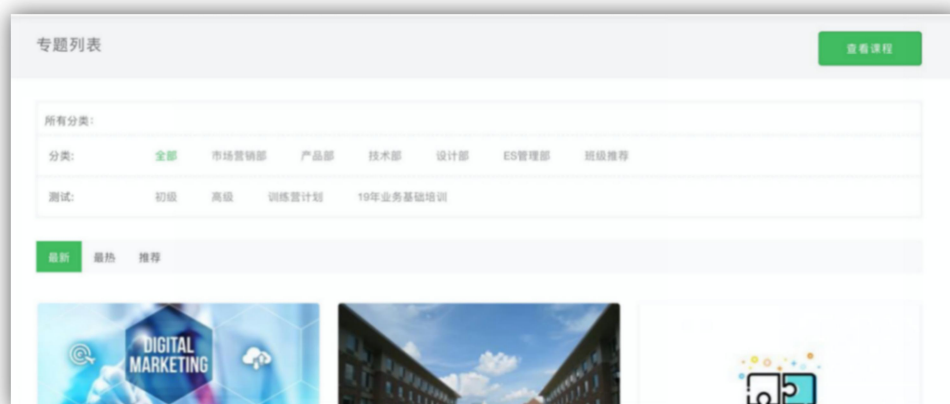 专题列表
查看课程
所有分类:
分类: 全部 市场营销部 产品部 技术部 设计部 ES管理部 班级推荐
测试: 初级 高级 训练营计划 19年业务基础培训
最新 最热 推荐
DIGITAL
MARKETING